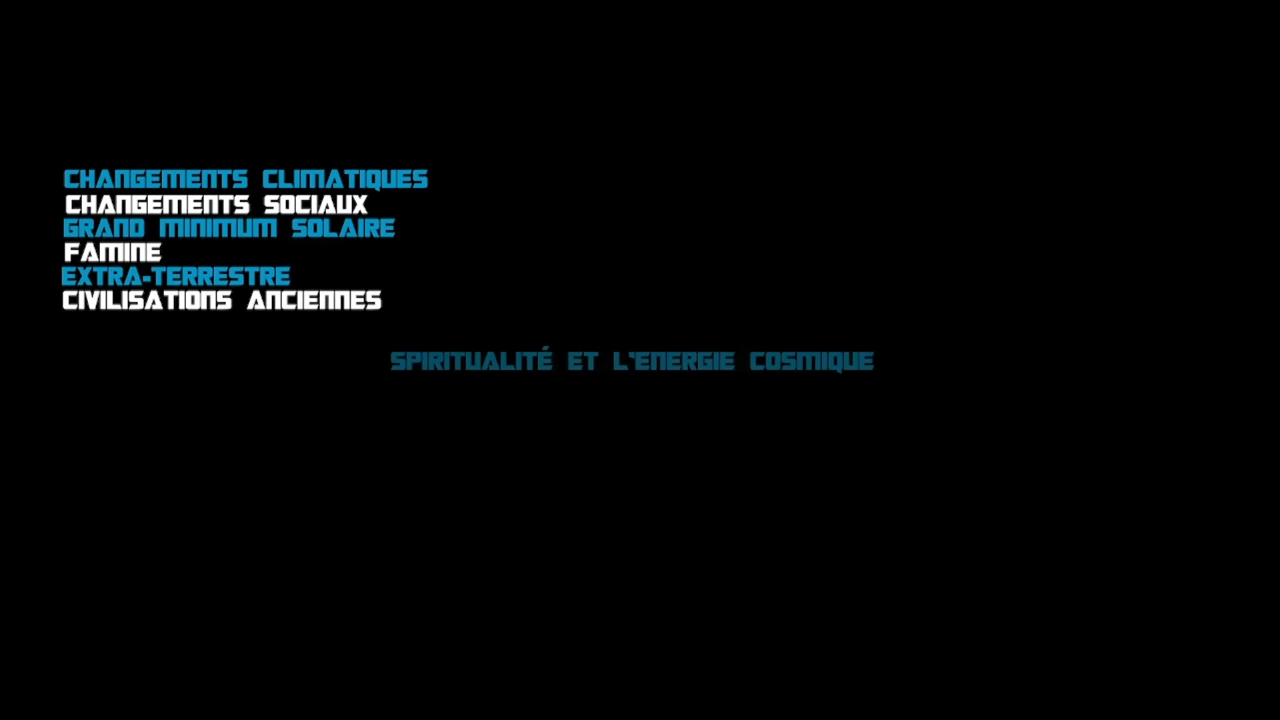 CHANGEMENTS CLIMATIQUES
CHANGEMENTS SOCIAUX
GRAND MINIMUM SOLAIRE
FAMINE
EXTRA-TERRESTRE
CIVILISATIONS ANCIENNES
SPIRITUALITÉ ET L'ENERGIE COSMIQUE